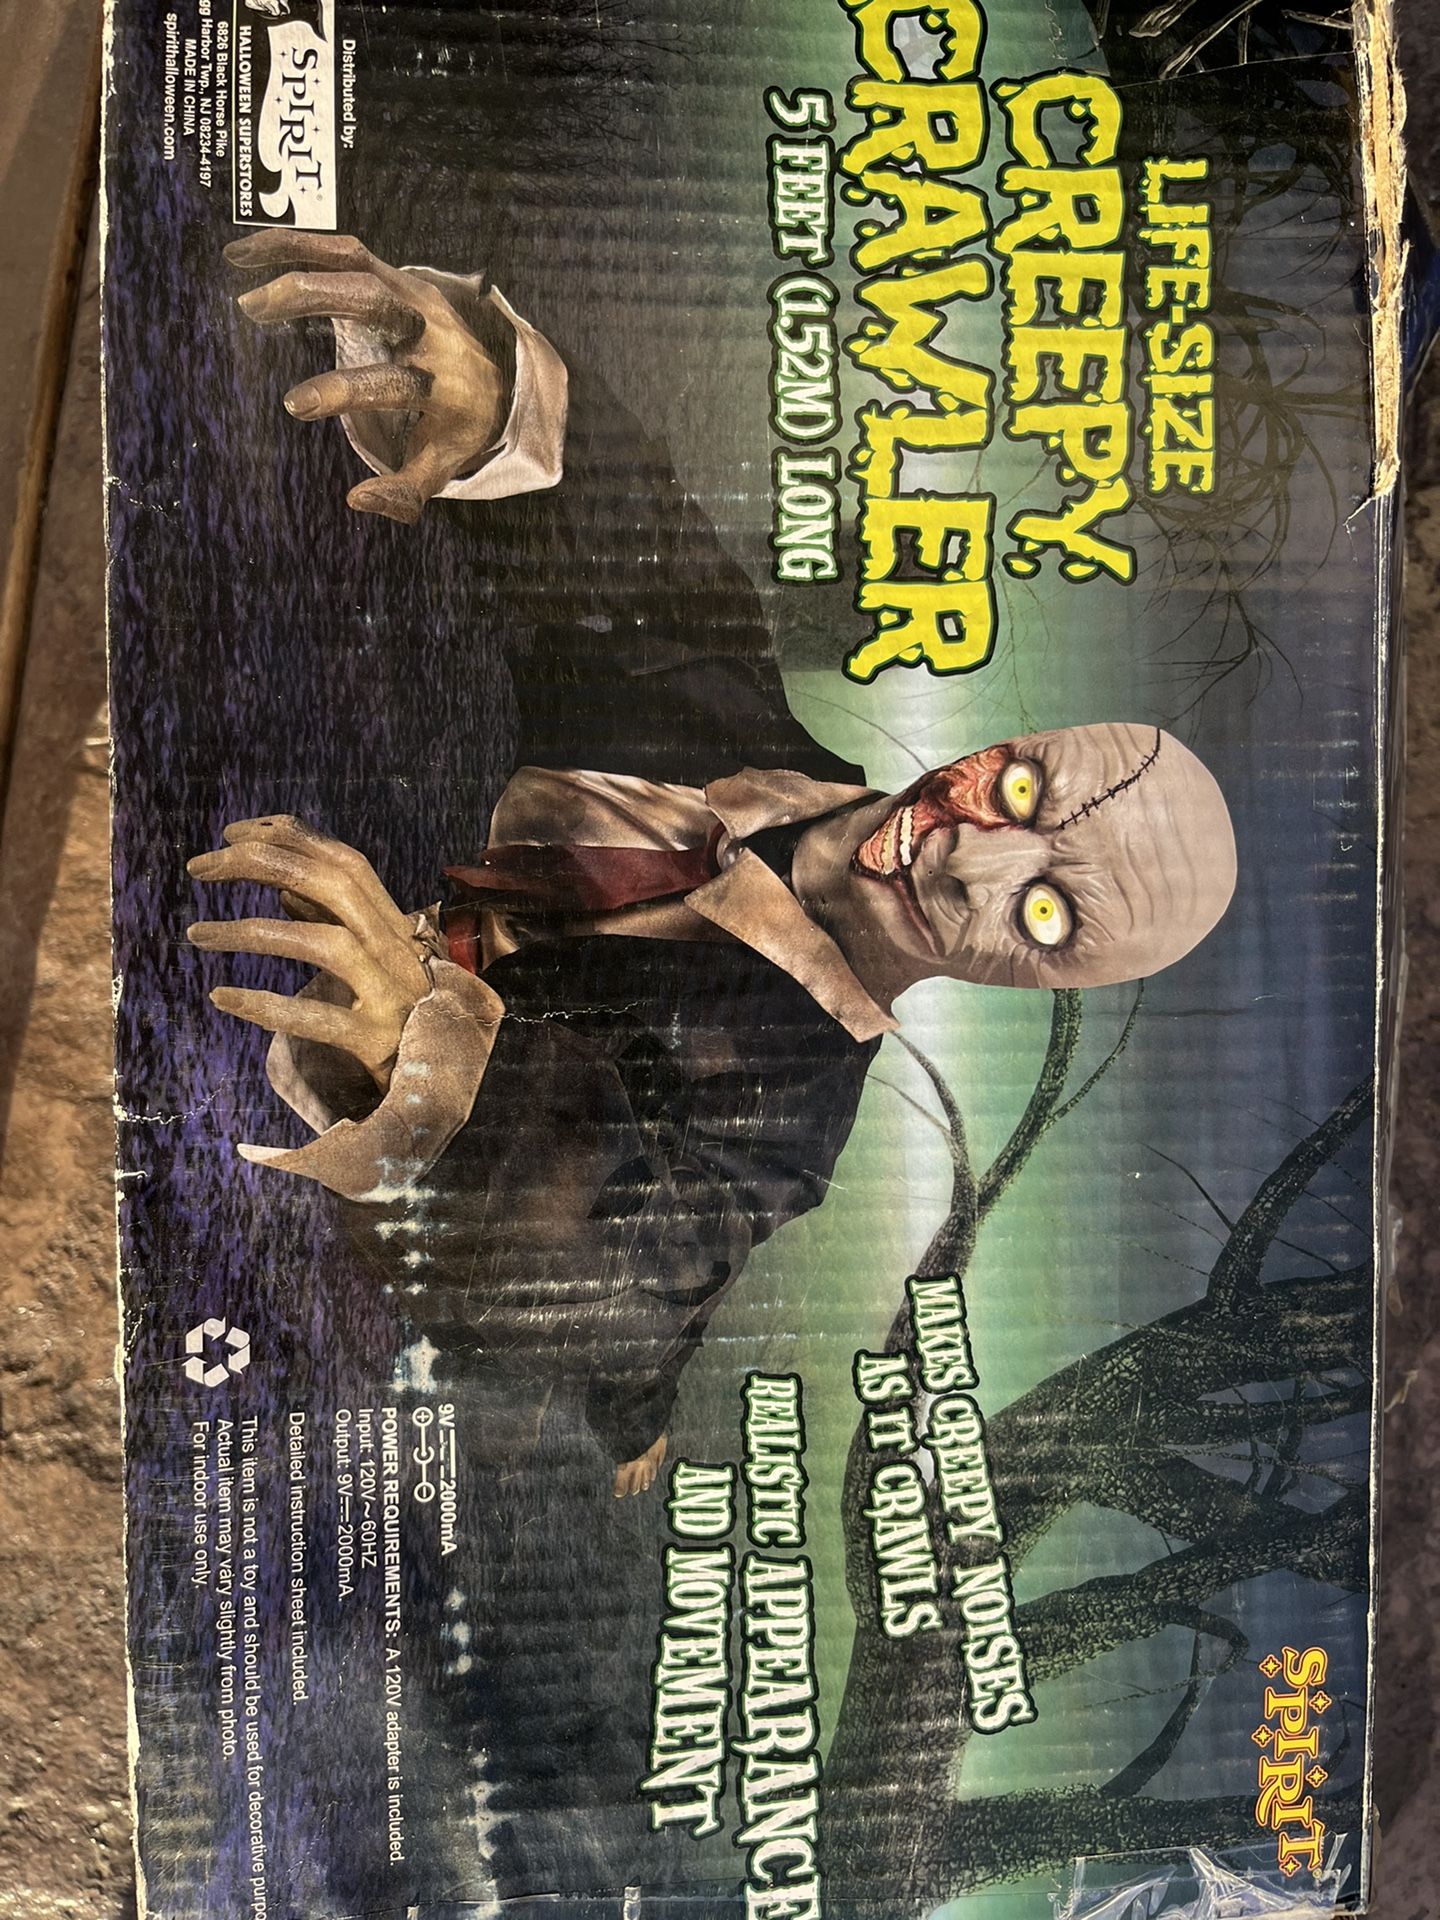 LIFE-SIZE
CREEPY
CRAWLER
5 FEET (1.52M) LONG
SPIRIT
MAKES CREEPY NOISES
AS IT CRAWLS
REALISTIC APPEARANCE
AND MOVEMENT
Distributed by:
SPIRIT
HALLOWEEN SUPERSTORES
6826 Black Horse Pike
gg Harbor Twp., NJ 08234-4197
MADE IN CHINA
spirithalloween.com
9V 2000mA
POWER REQUIREMENTS: A 120V adapter is included.
Input: 120V~60HZ
Output: 9V 2000mA.
Detailed instruction sheet included.
This item is not a toy and should be used for decorative purpo
Actual item may vary slightly from photo.
For indoor use only.